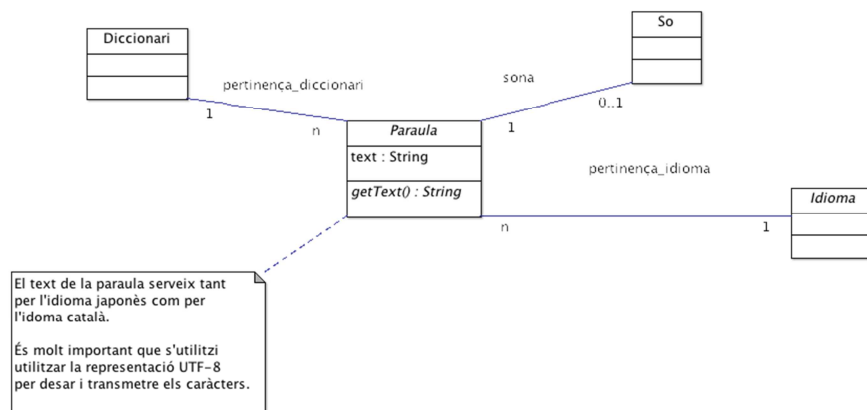 Diccionari
So
pertinença_diccionari
sona
1
n
1
0..1
Paraula
text : String
getText() : String
pertinença_idioma
n
1
Idioma
El text de la paraula serveix tant
per l'idioma japonès com per
l'idoma català.
És molt important que s'utilitzi
utilitzar la representació UTF-8
per desar i transmetre els caràcters.